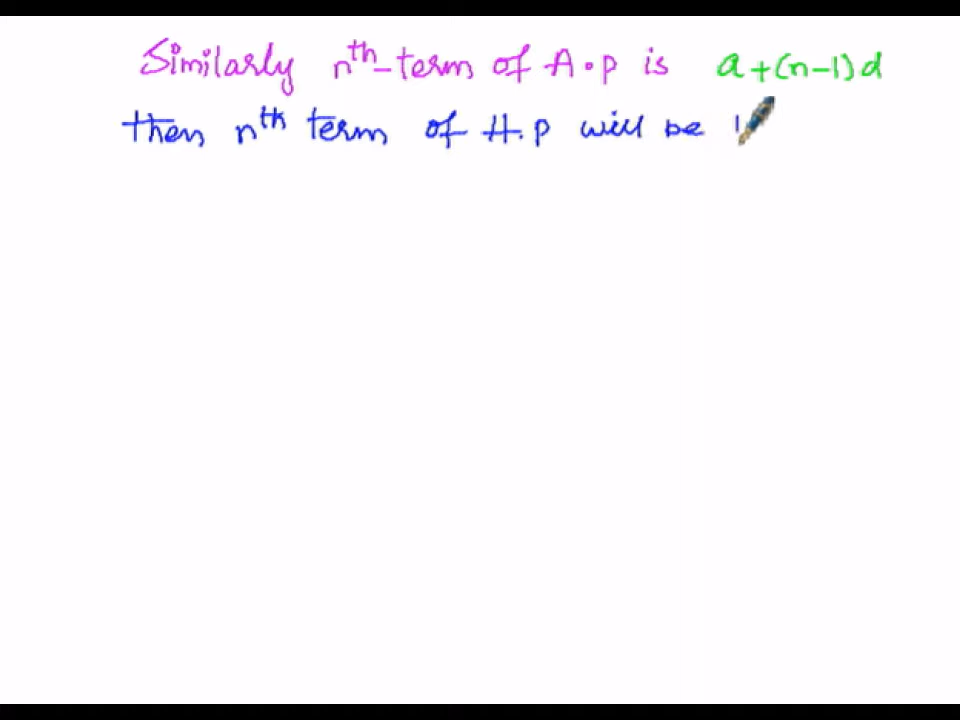 Similarly nth-term of A.p is a+(n-1)d
then nth term of H.p will be 1